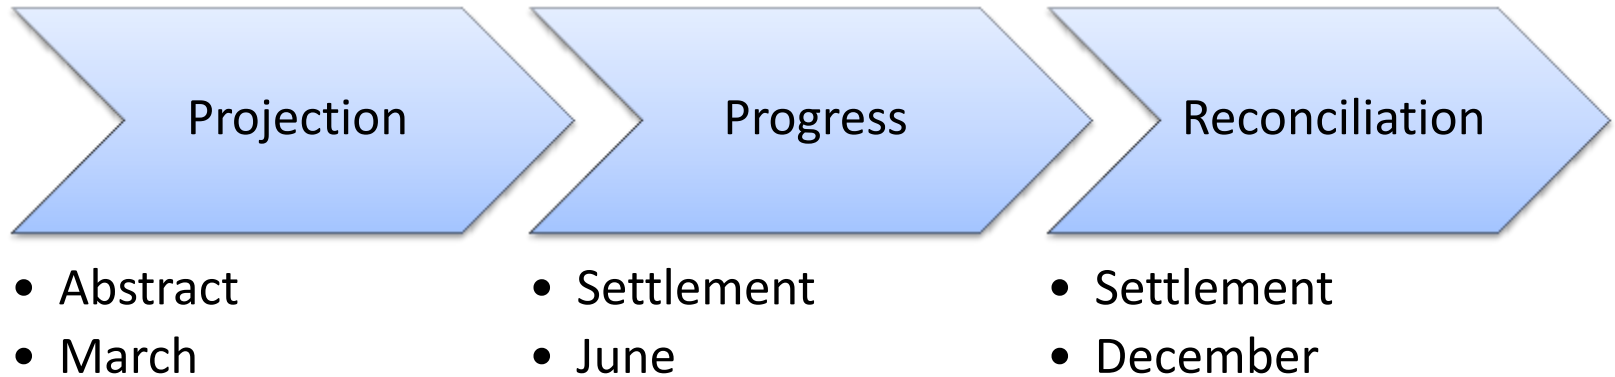 Projection
• Abstract
• March
Progress
• Settlement
• June
Reconciliation
• Settlement
• December